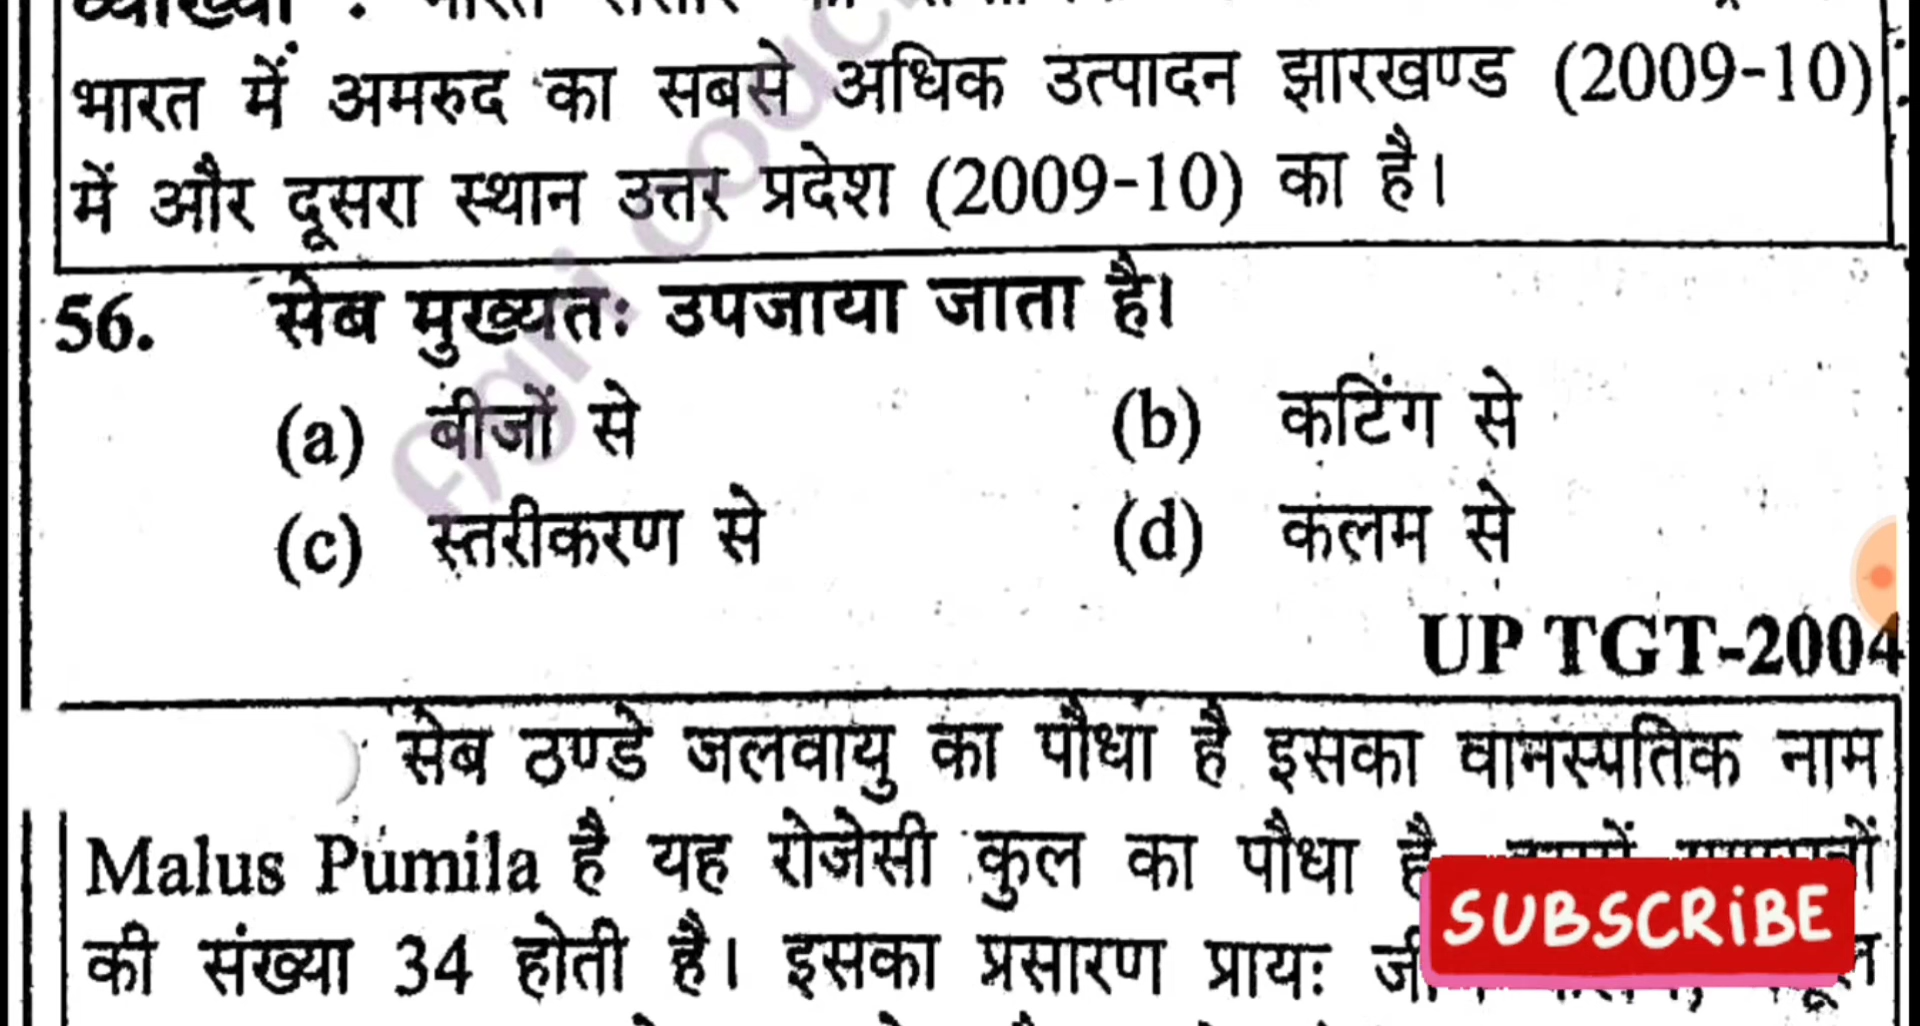 व्याख्या :
भारत में अमरुद का सबसे अधिक उत्पादन झारखण्ड (2009-10)
में और दूसरा स्थान उत्तर प्रदेश (2009-10) का है।
56. सेब मुख्यतः उपजाया जाता है।
(a) बीजों से (b) कटिंग से
(c) स्तरीकरण से (d) कलम से
UP TGT-2004
सेब ठण्डे जलवायु का पौधा है इसका वानस्पतिक नाम
Malus Pumila है यह रोजेसी कुल का पौधा है
की संख्या 34 होती है। इसका प्रसारण प्रायः
SUBSCRiBE